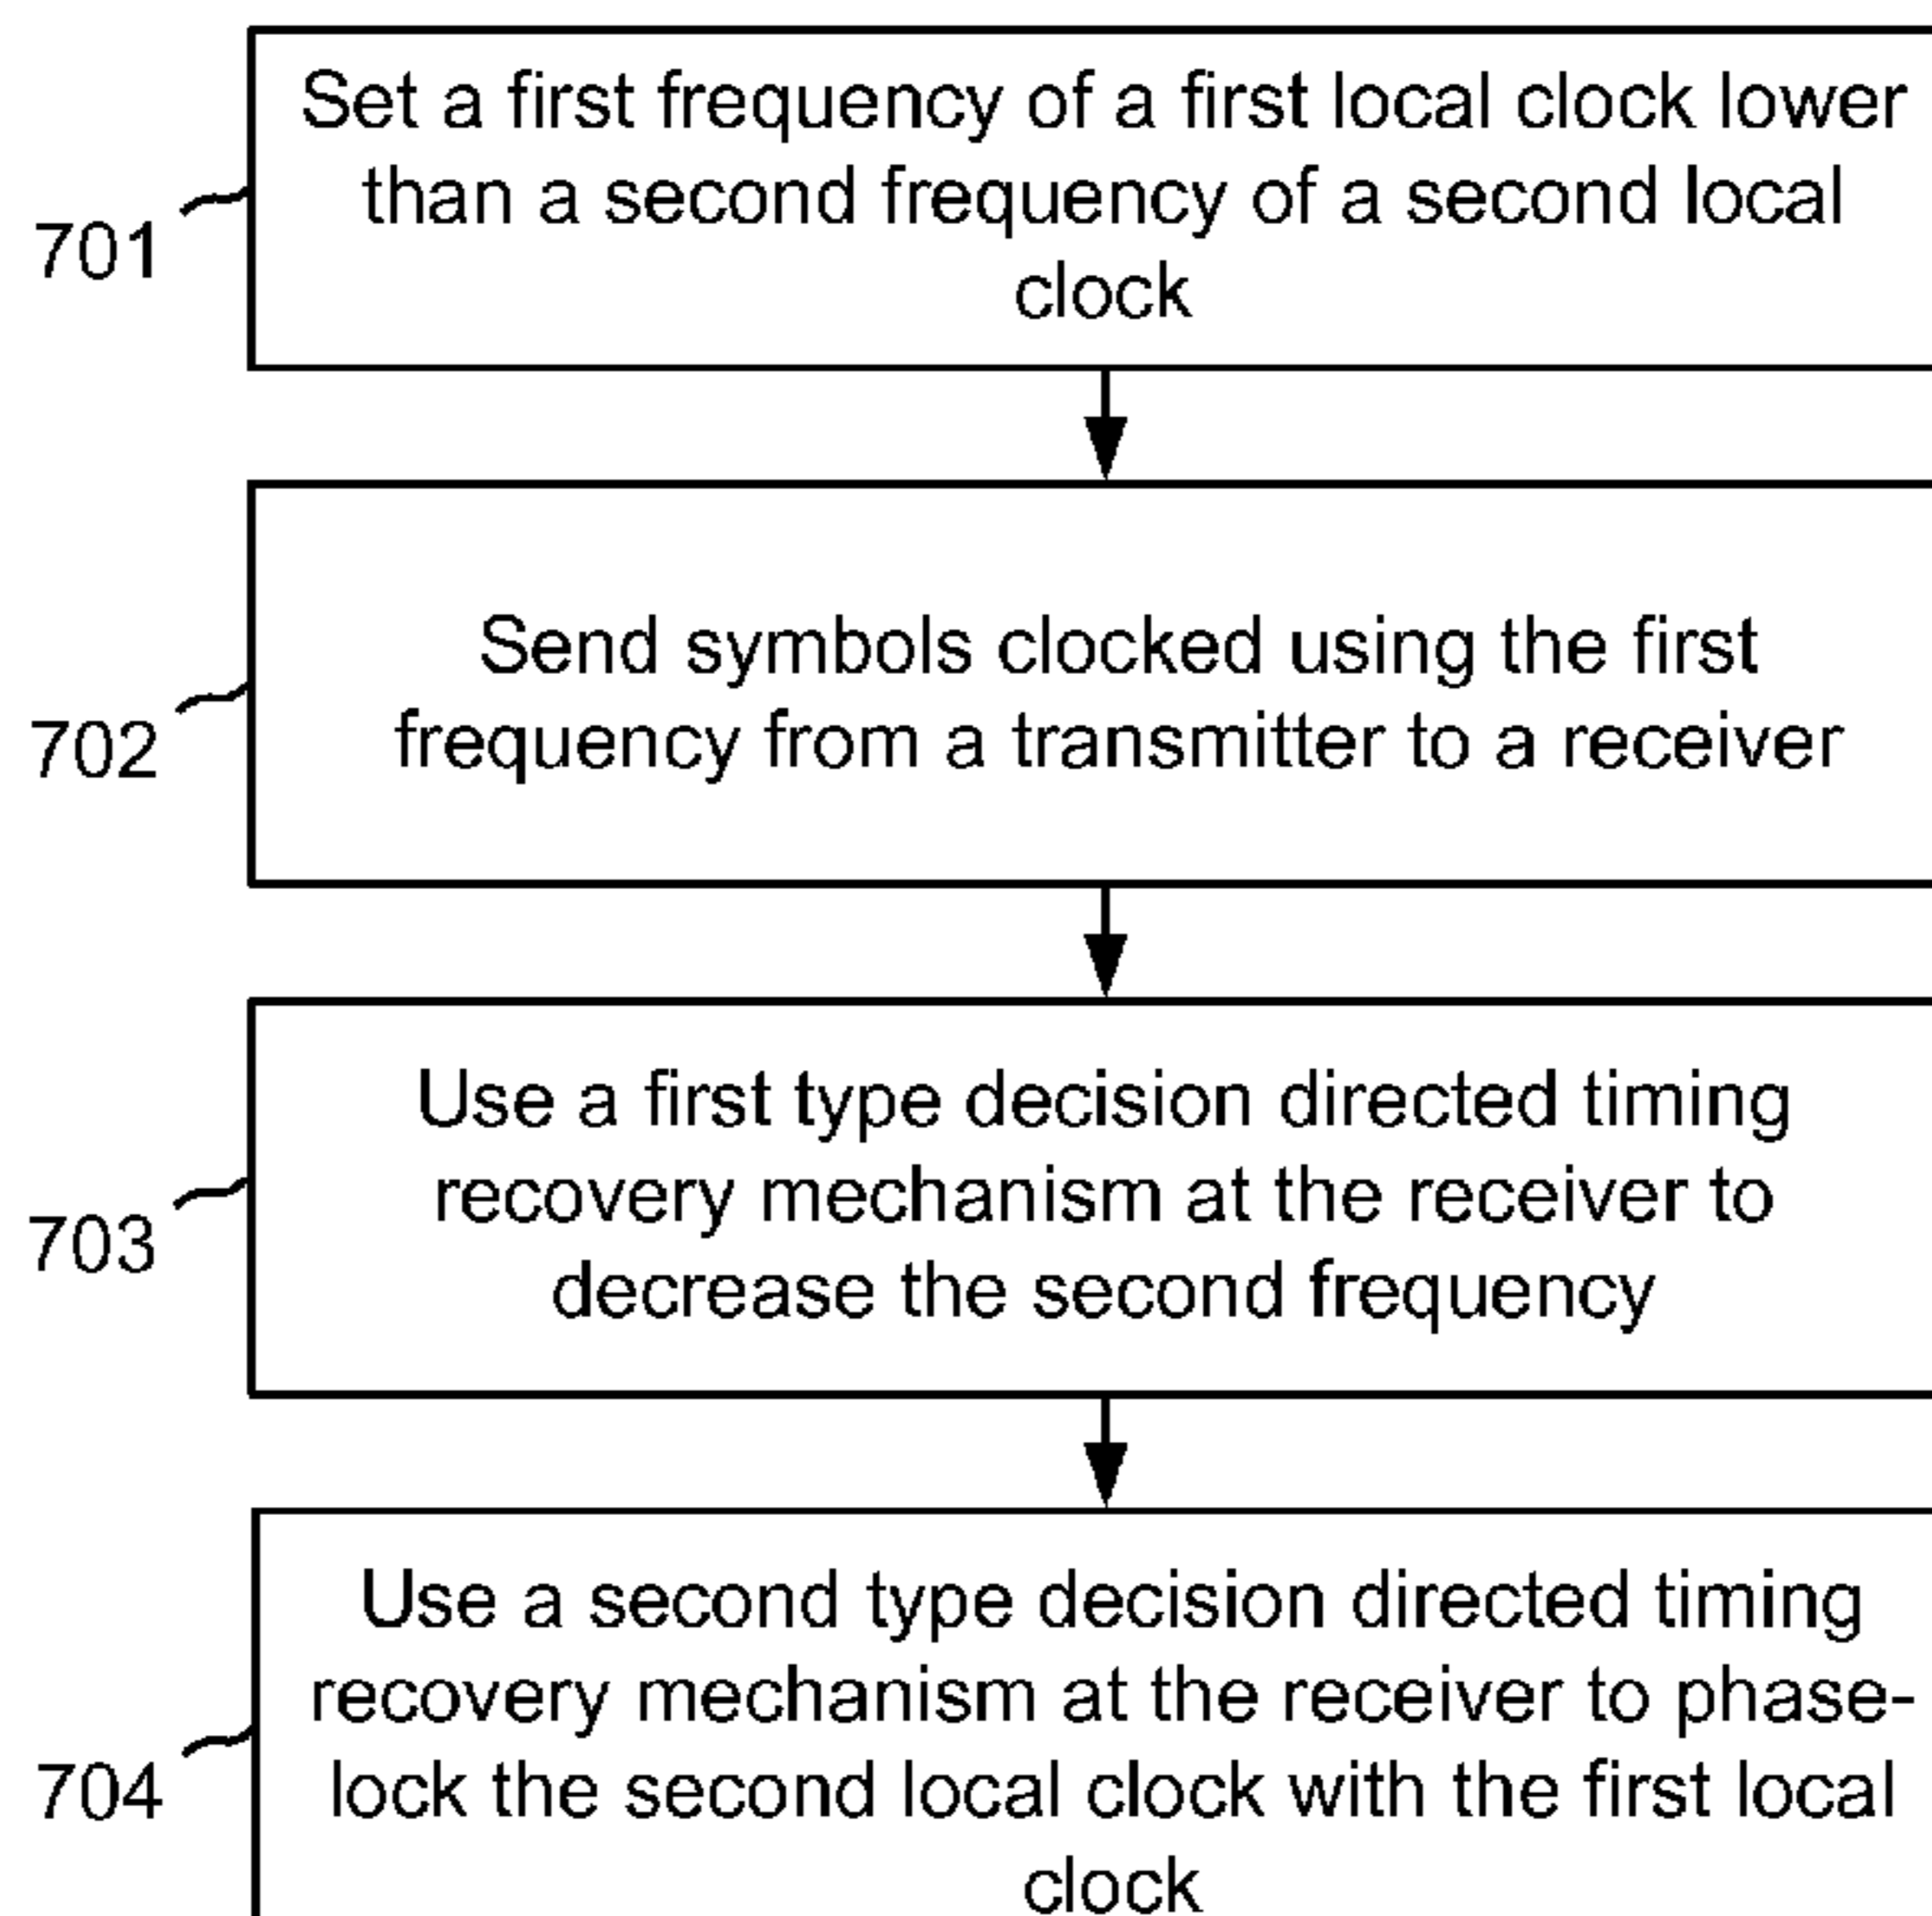 Set a first frequency of a first local clock lower
than a second frequency of a second local
clock
701
Send symbols clocked using the first
frequency from a transmitter to a receiver
702
Use a first type decision directed timing
recovery mechanism at the receiver to
decrease the second frequency
703
Use a second type decision directed timing
recovery mechanism at the receiver to phase-
lock the second local clock with the first local
clock
704